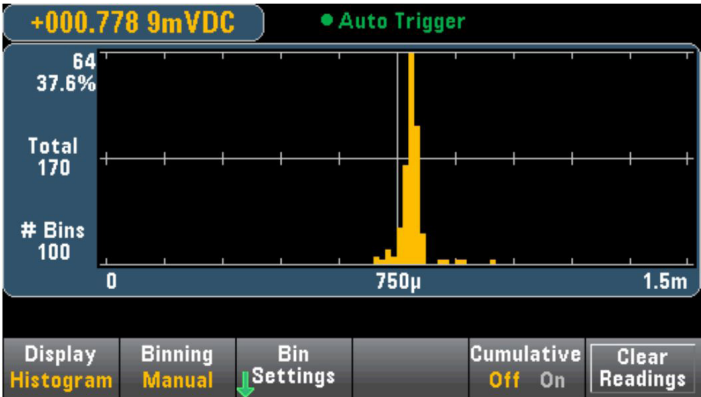 +000.778 9mVDC
Auto Trigger
64
37.6%
Total
170
# Bins
100
0 750µ 1.5m
Display
Histogram
Binning
Manual
Bin
Settings
Cumulative
Off On
Clear
Readings